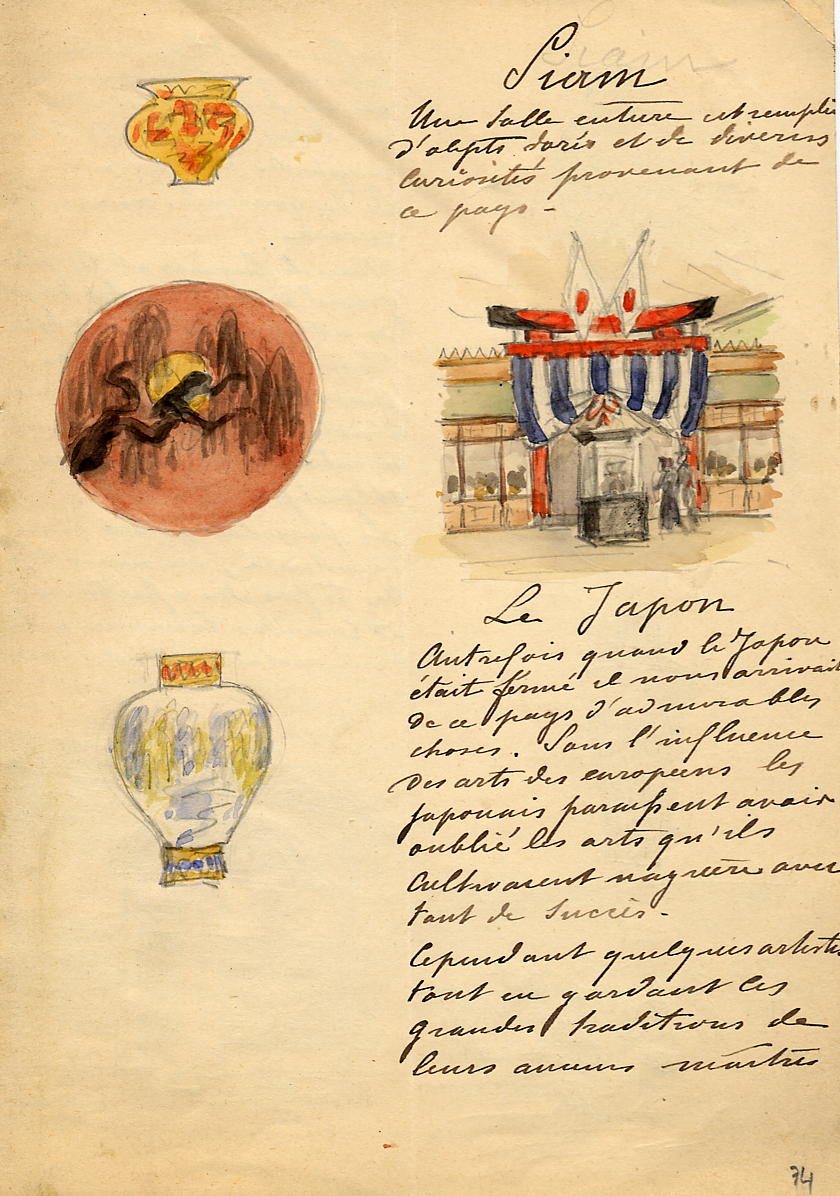 Siam
Une salle entière est remplie
d'objets dorés et de diverses
curiosités provenant de
ce pays -
Le Japon
Autrefois quand le Japon
était fermé il nous arrivait
de ce pays d'admirables
choses. Sous l'influence
des arts des européens les
Japonais paraissent avoir
oublié les arts qu'ils
cultivaient naguère avec
tant de succès.
Cependant quelques artistes
tout en gardant les
grandes traditions de
leurs anciens maîtres
74